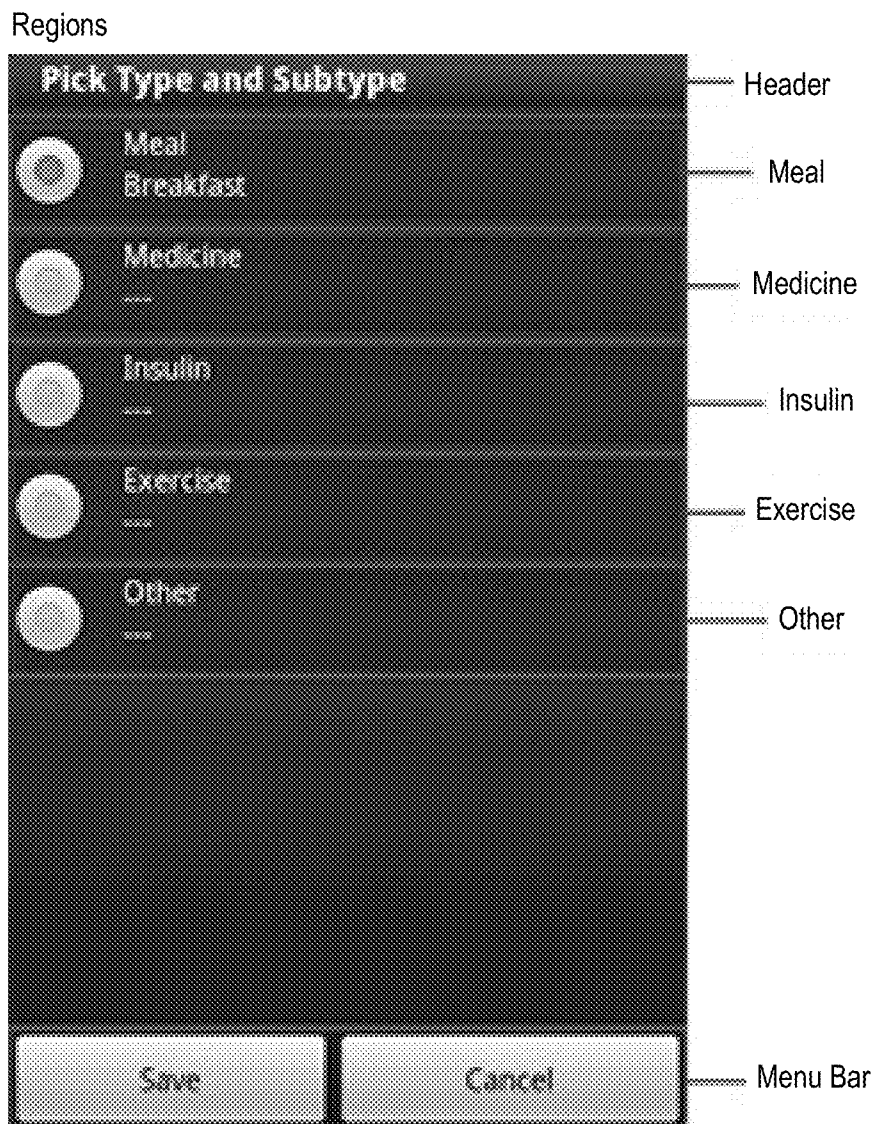 Regions
Pick Type and Subtype
Header
Meal
Breakfast
Meal
Medicine
---
Medicine
Insulin
---
Insulin
Exercise
---
Exercise
Other
---
Other
Save
Cancel
Menu Bar